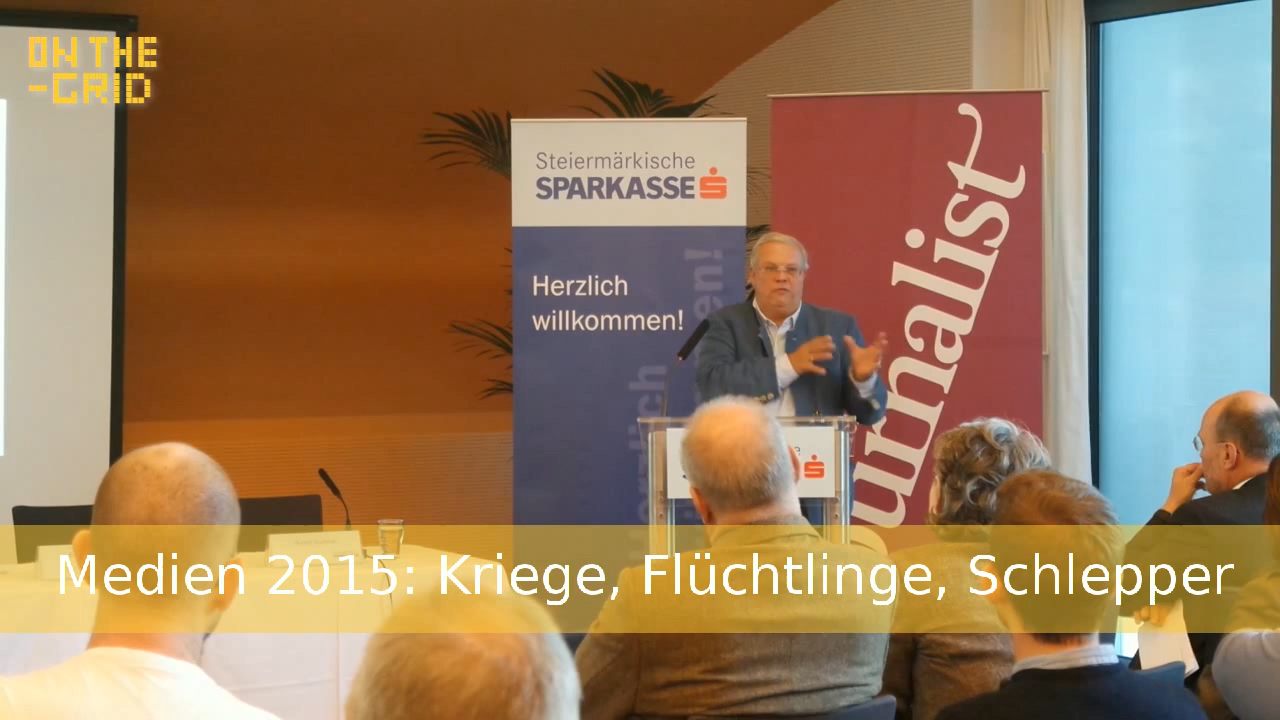 ON THE
-GRID
Steiermärkische
SPARKASSE
Herzlich
willkommen!
urnalist
Medien 2015: Kriege, Flüchtlinge, Schlepper